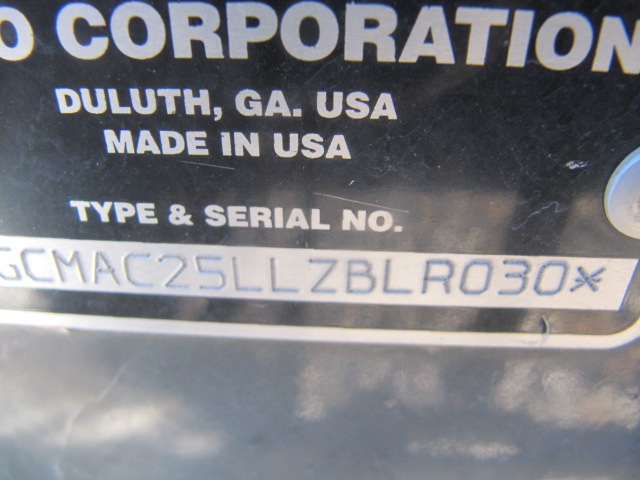 O CORPORATION
DULUTH, GA. USA
MADE IN USA
TYPE & SERIAL NO.
GCMAC25LLZBLR030*